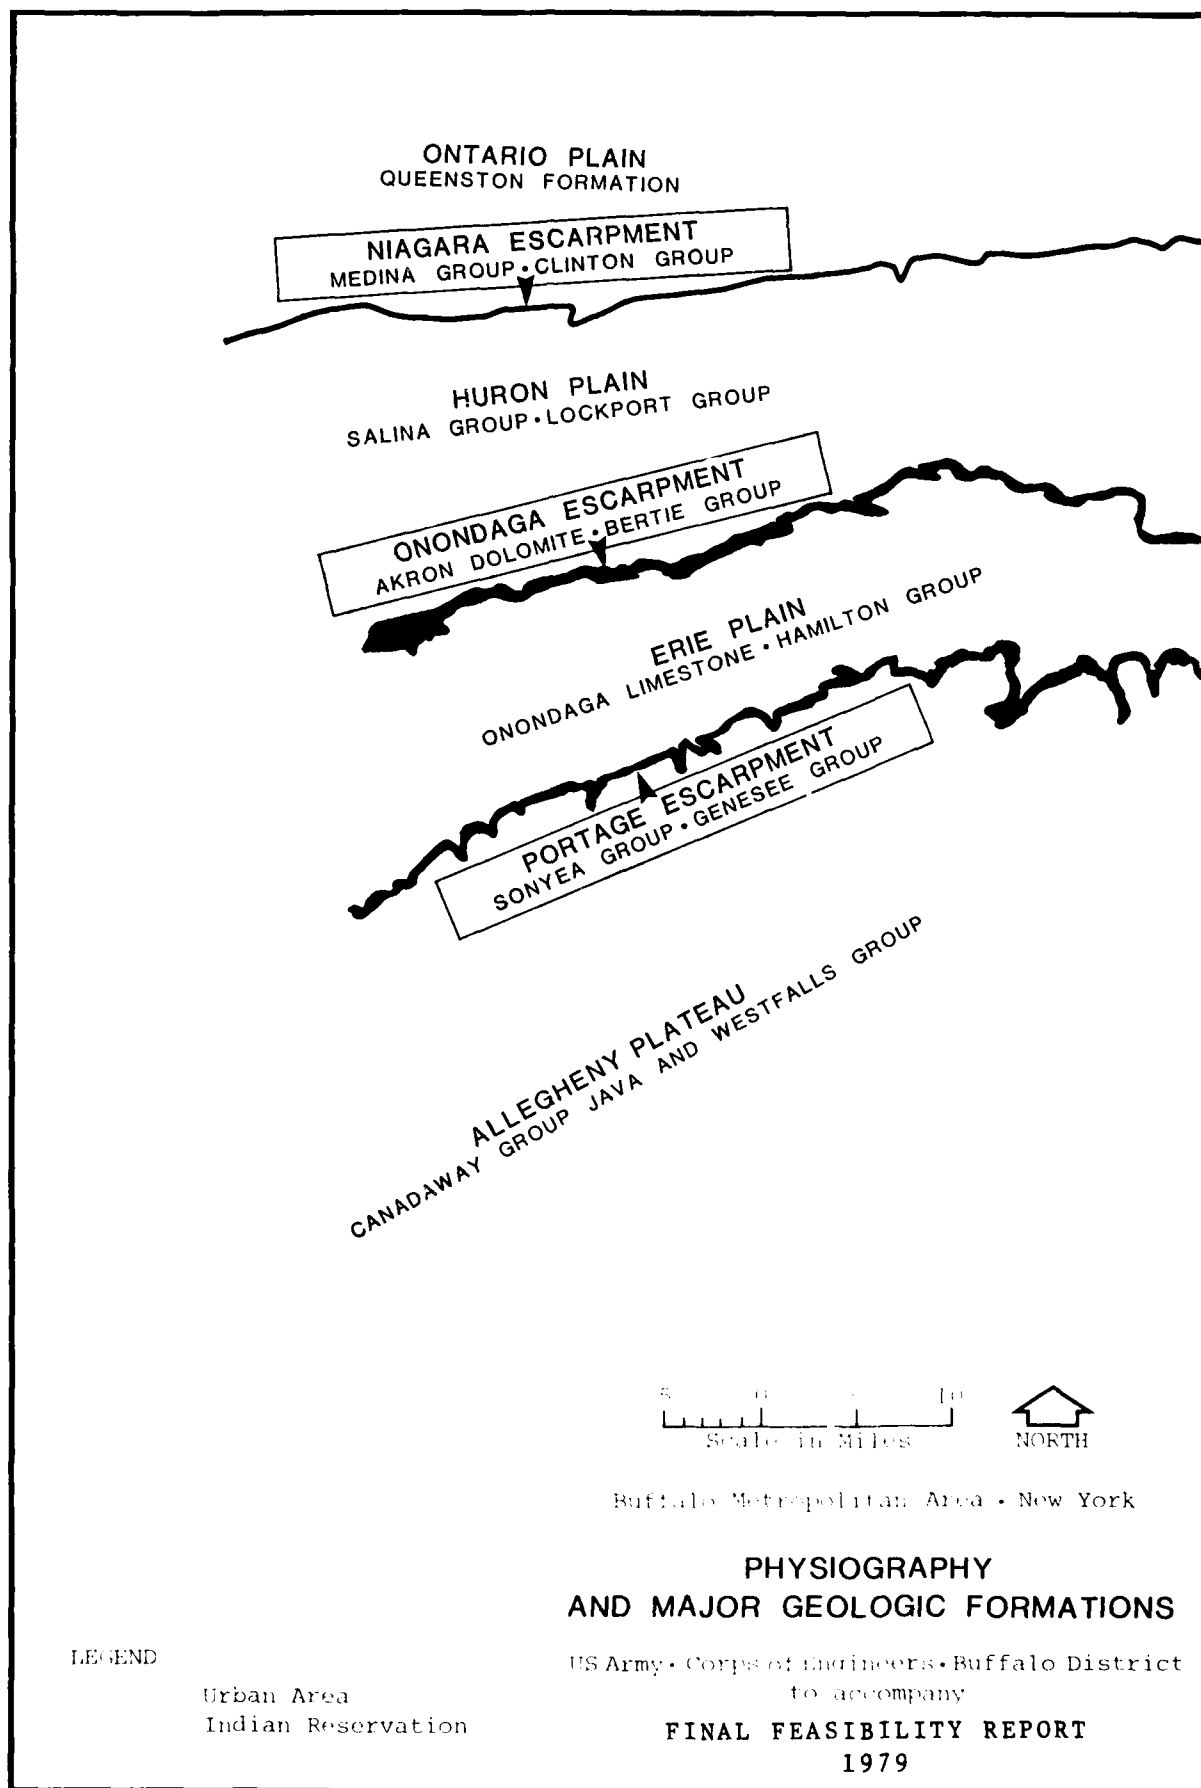 ONTARIO PLAIN
QUEENSTON FORMATION
NIAGARA ESCARPMENT
MEDINA GROUP • CLINTON GROUP
HURON PLAIN
SALINA GROUP • LOCKPORT GROUP
ONONDAGA ESCARPMENT
AKRON DOLOMITE • BERTIE GROUP
ERIE PLAIN
ONONDAGA LIMESTONE • HAMILTON GROUP
PORTAGE ESCARPMENT
SONYEA GROUP • GENESEE GROUP
ALLEGHENY PLATEAU
CANADAWAY GROUP JAVA AND WESTFALLS GROUP
5 0 10
Scale in Miles
NORTH
Buffalo Metropolitan Area • New York
PHYSIOGRAPHY
AND MAJOR GEOLOGIC FORMATIONS
LEGEND
Urban Area
Indian Reservation
US Army • Corps of Engineers • Buffalo District
to accompany
FINAL FEASIBILITY REPORT
1979